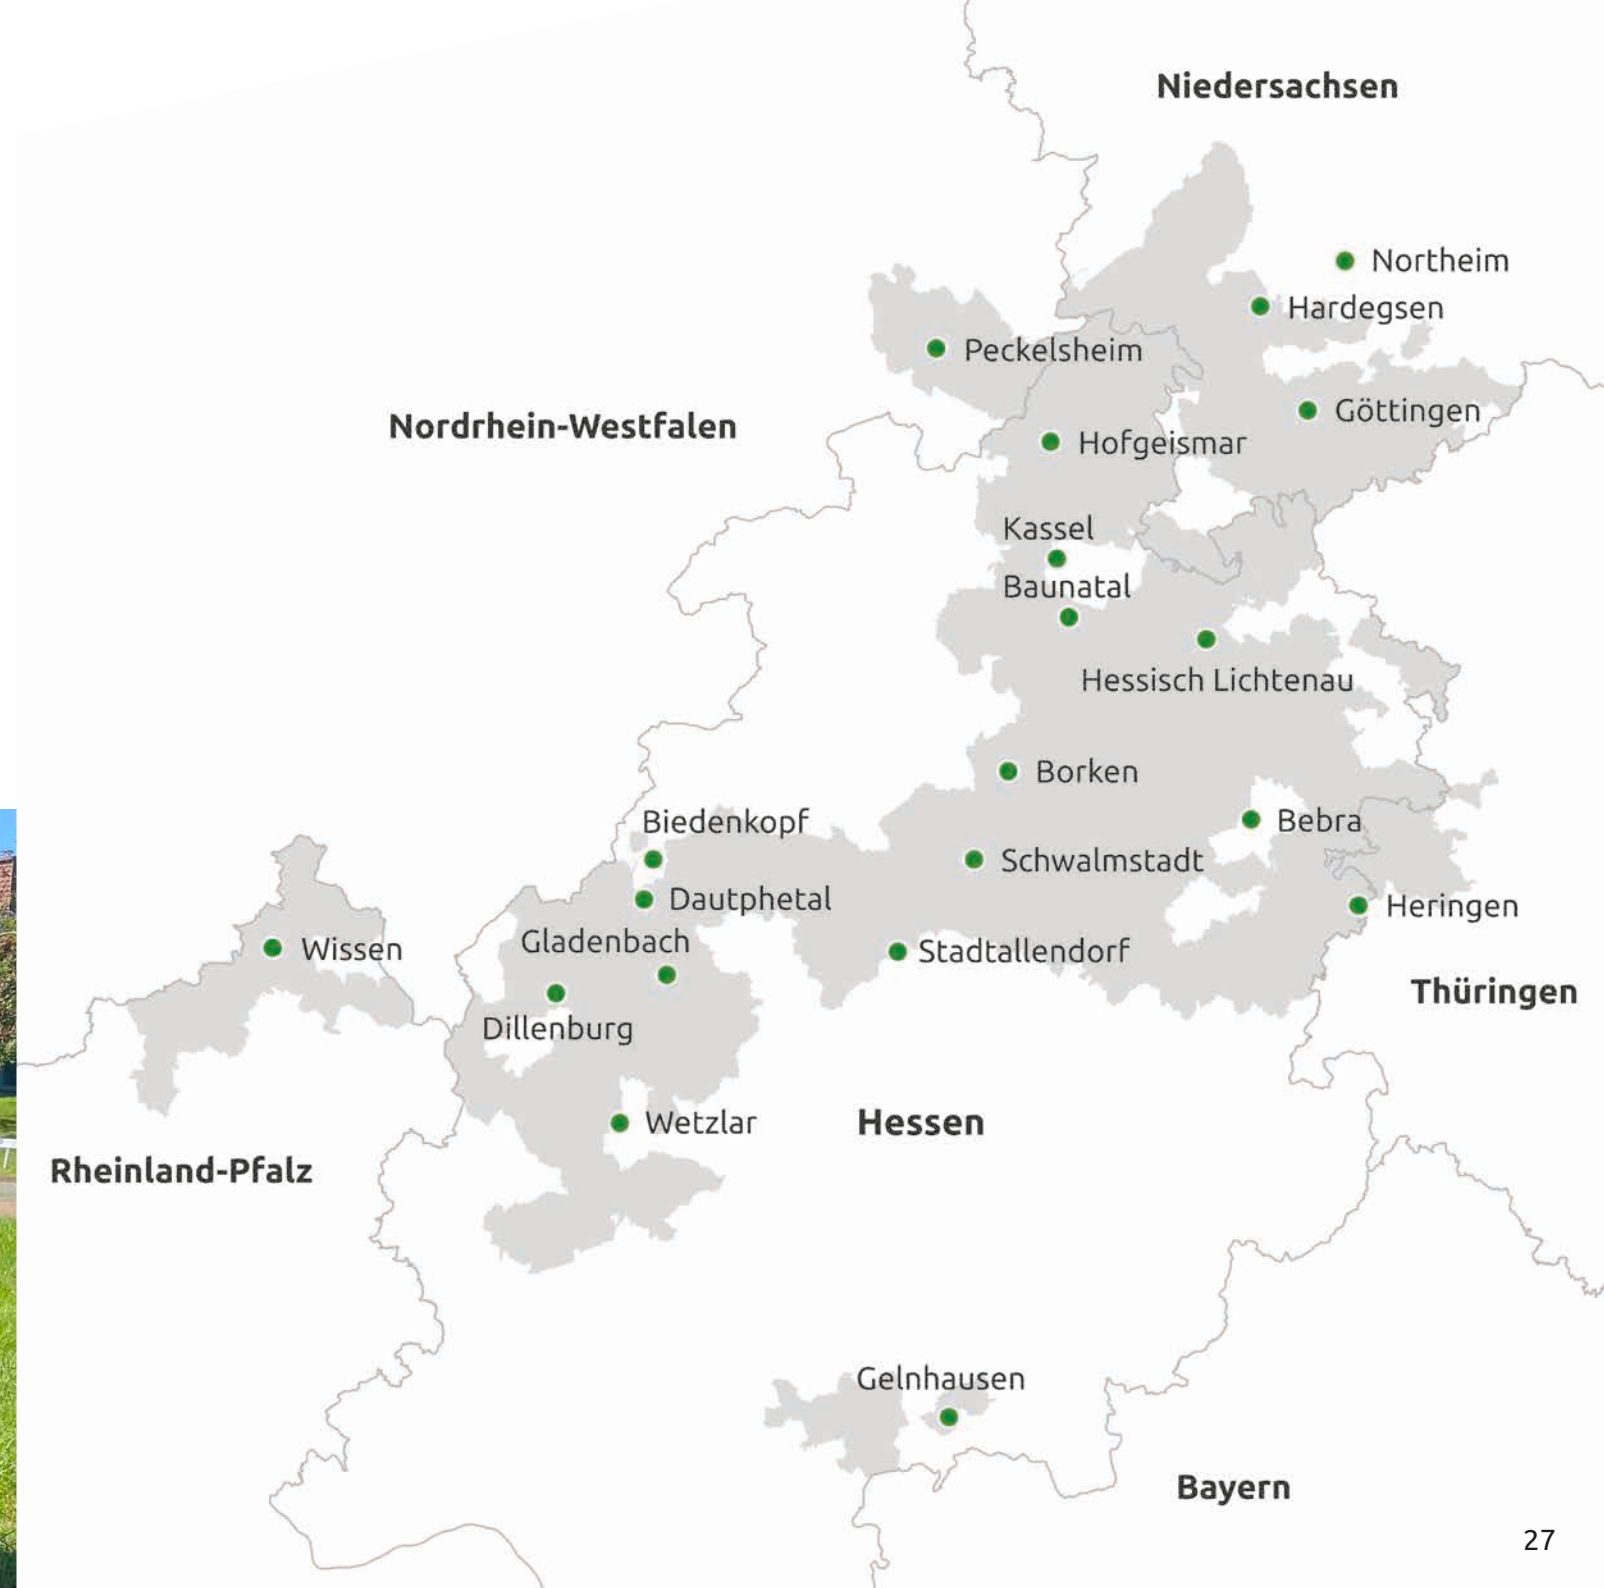 Niedersachsen
Northeim
Hardegsen
Peckelsheim
Göttingen
Nordrhein-Westfalen
Hofgeismar
Kassel
Baunatal
Hessisch Lichtenau
Borken
Biedenkopf
Bebra
Schwalmstadt
Dautphetal
Heringen
Gladenbach
Wissen
Stadtallendorf
Thüringen
Dillenburg
Wetzlar
Hessen
Rheinland-Pfalz
Gelnhausen
Bayern
27